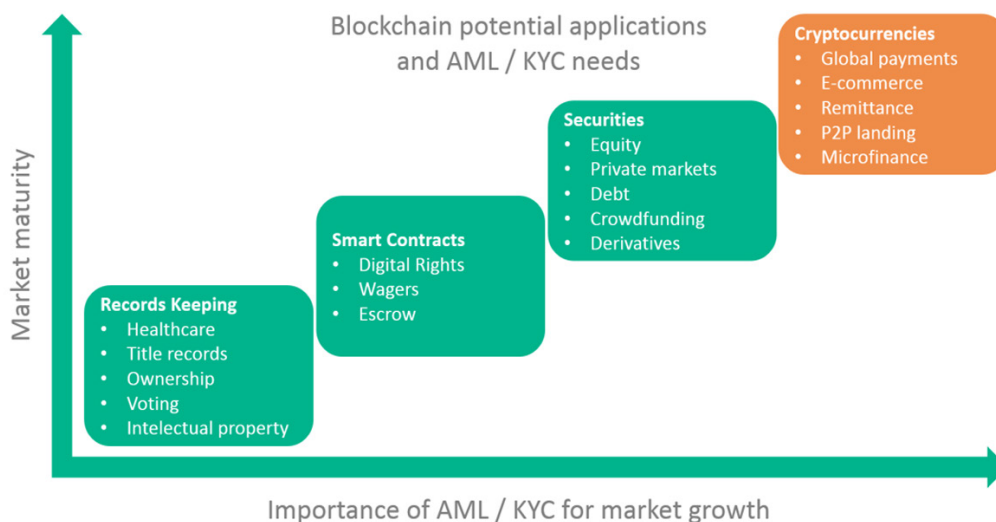 Blockchain potential applications
and AML / KYC needs
Market maturity
Cryptocurrencies
• Global payments
• E-commerce
• Remittance
• P2P landing
• Microfinance
Securities
• Equity
• Private markets
• Debt
• Crowdfunding
• Derivatives
Smart Contracts
• Digital Rights
• Wagers
• Escrow
Records Keeping
• Healthcare
• Title records
• Ownership
• Voting
• Intelectual property
Importance of AML / KYC for market growth